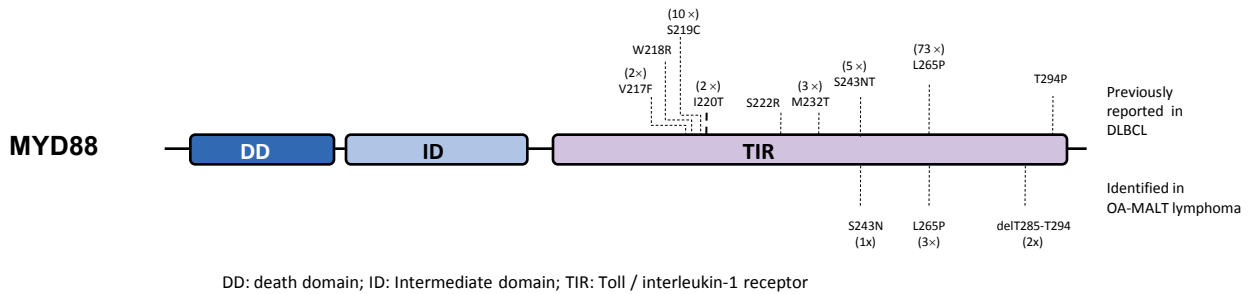 (10 ×)
S219C
W218R
(2×)
V217F
(2 ×)
I220T
S222R
(3 ×)
M232T
(5 ×)
S243NT
(73 ×)
L265P
T294P
Previously
reported in
DLBCL
MYD88
DD
ID
TIR
Identified in
OA-MALT lymphoma
S243N
(1x)
L265P
(3×)
delT285-T294
(2x)
DD: death domain; ID: Intermediate domain; TIR: Toll / interleukin-1 receptor